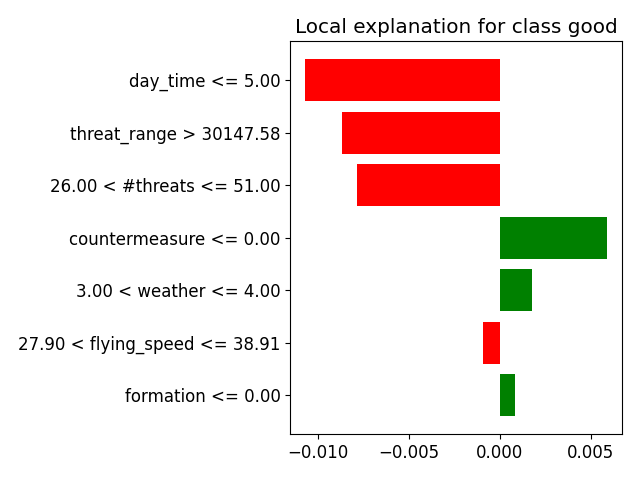 Local explanation for class good
day_time <= 5.00
threat_range > 30147.58
26.00 < #threats <= 51.00
countermeasure <= 0.00
3.00 < weather <= 4.00
27.90 < flying_speed <= 38.91
formation <= 0.00
−0.010 −0.005 0.000 0.005